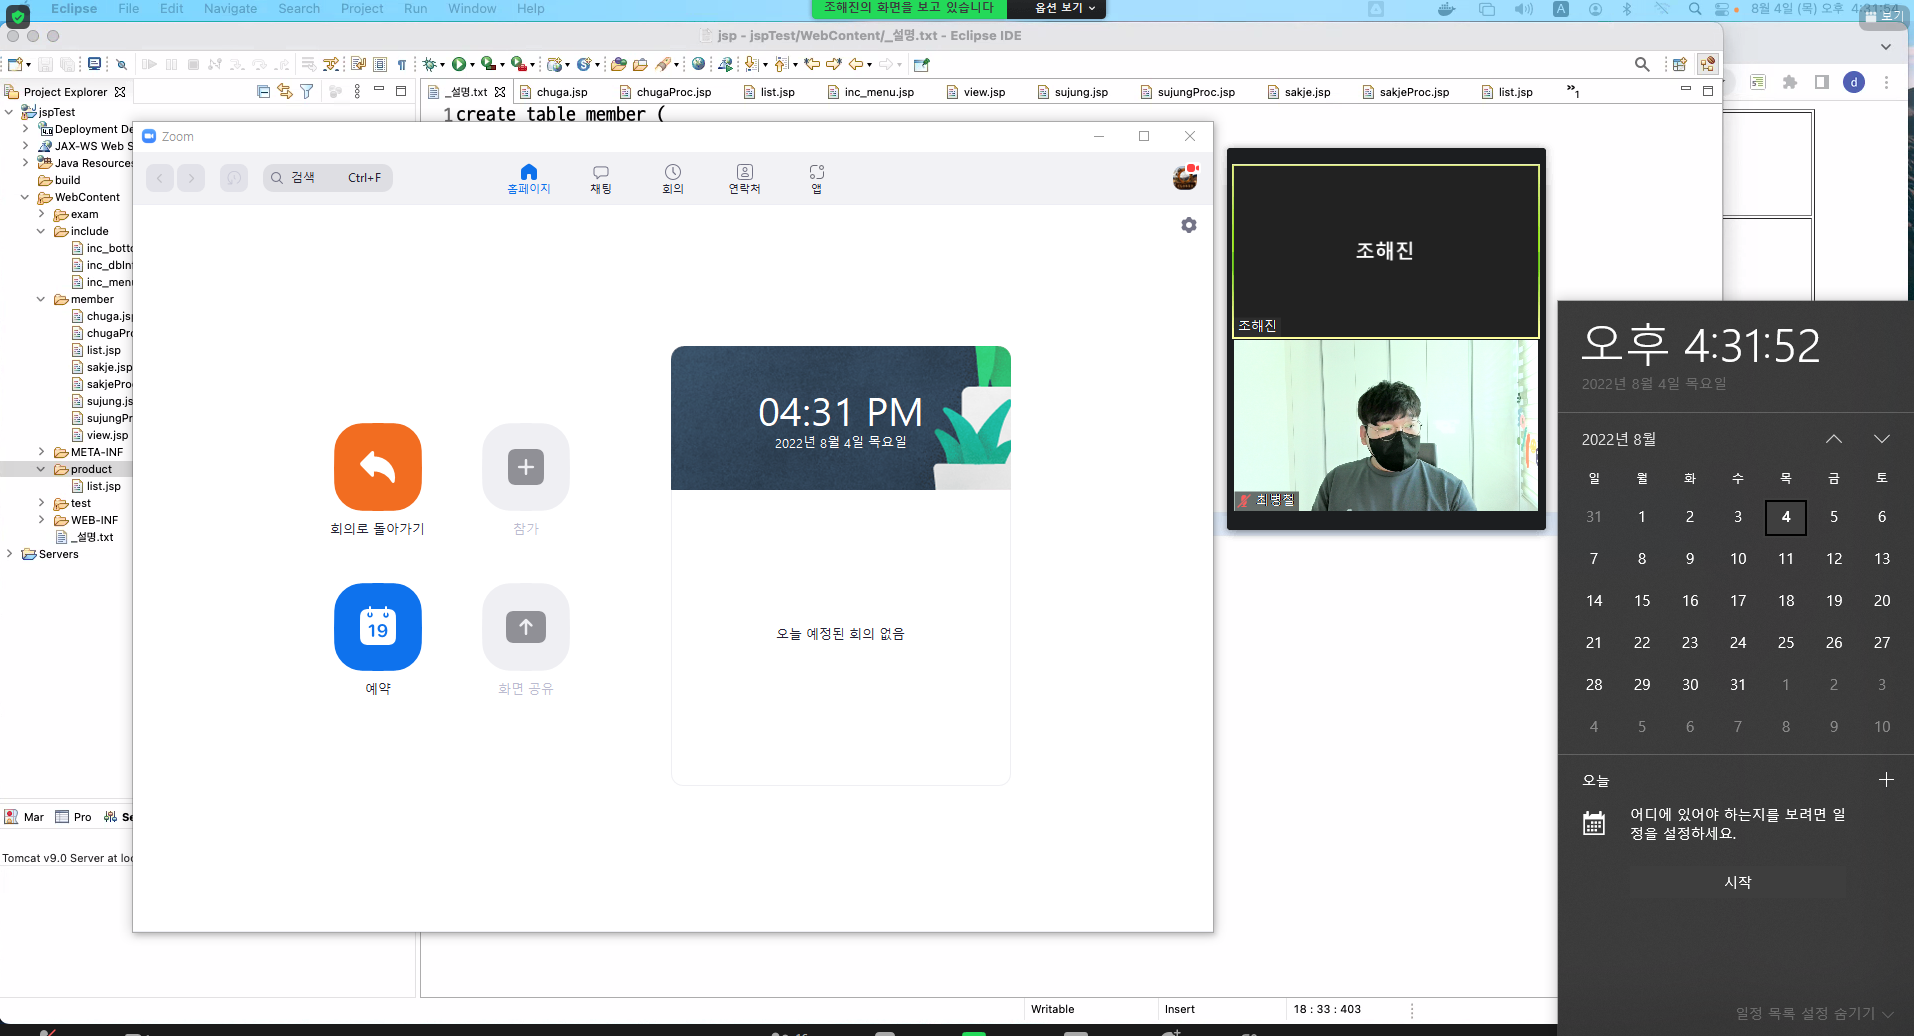 Eclipse File Edit Navigate Search Project Run Window Help
조해진의 화면을 보고 있습니다 옵션 보기
8월 4일 (목) 오후 4:31:54
보기
jsp - jspTest/WebContent/_설명.txt - Eclipse IDE
Project Explorer
_설명.txt chuga.jsp chugaProc.jsp list.jsp inc_menu.jsp view.jsp sujung.jsp sujungProc.jsp sakje.jsp sakjeProc.jsp list.jsp »1
d
1 create table member (
jspTest
Deployment De
JAX-WS Web S
Java Resources
build
WebContent
exam
include
inc_botto
inc_dbInf
inc_menu
member
chuga.jsp
chugaPro
list.jsp
sakje.jsp
sakjePro
sujung.js
sujungPr
view.jsp
META-INF
product
list.jsp
test
WEB-INF
_설명.txt
Servers
Mar Pro Se
Tomcat v9.0 Server at loc
Zoom
검색 Ctrl+F
홈페이지 채팅 회의 연락처 앱
회의로 돌아가기
참가
19
예약
화면 공유
04:31 PM
2022년 8월 4일 목요일
오늘 예정된 회의 없음
조해진
조해진
최병철
오후 4:31:52
2022년 8월 4일 목요일
2022년 8월
일 월 화 수 목 금 토
31 1 2 3 4 5 6
7 8 9 10 11 12 13
14 15 16 17 18 19 20
21 22 23 24 25 26 27
28 29 30 31 1 2 3
4 5 6 7 8 9 10
오늘
어디에 있어야 하는지를 보려면 일
정을 설정하세요.
시작
일정 목록 설정 숨기기
Writable Insert 18 : 33 : 403